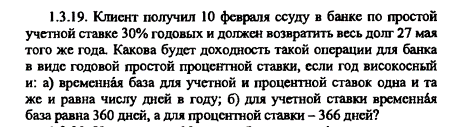 1.3.19. Клиент получил 10 февраля ссуду в банке по простой
учетной ставке 30% годовых и должен возвратить весь долг 27 мая
того же года. Какова будет доходность такой операции для банка
в виде годовой простой процентной ставки, если год високосный
и: а) временна́я база для учетной и процентной ставок одна и та
же и равна числу дней в году; б) для учетной ставки временна́я
база равна 360 дней, а для процентной ставки – 366 дней?